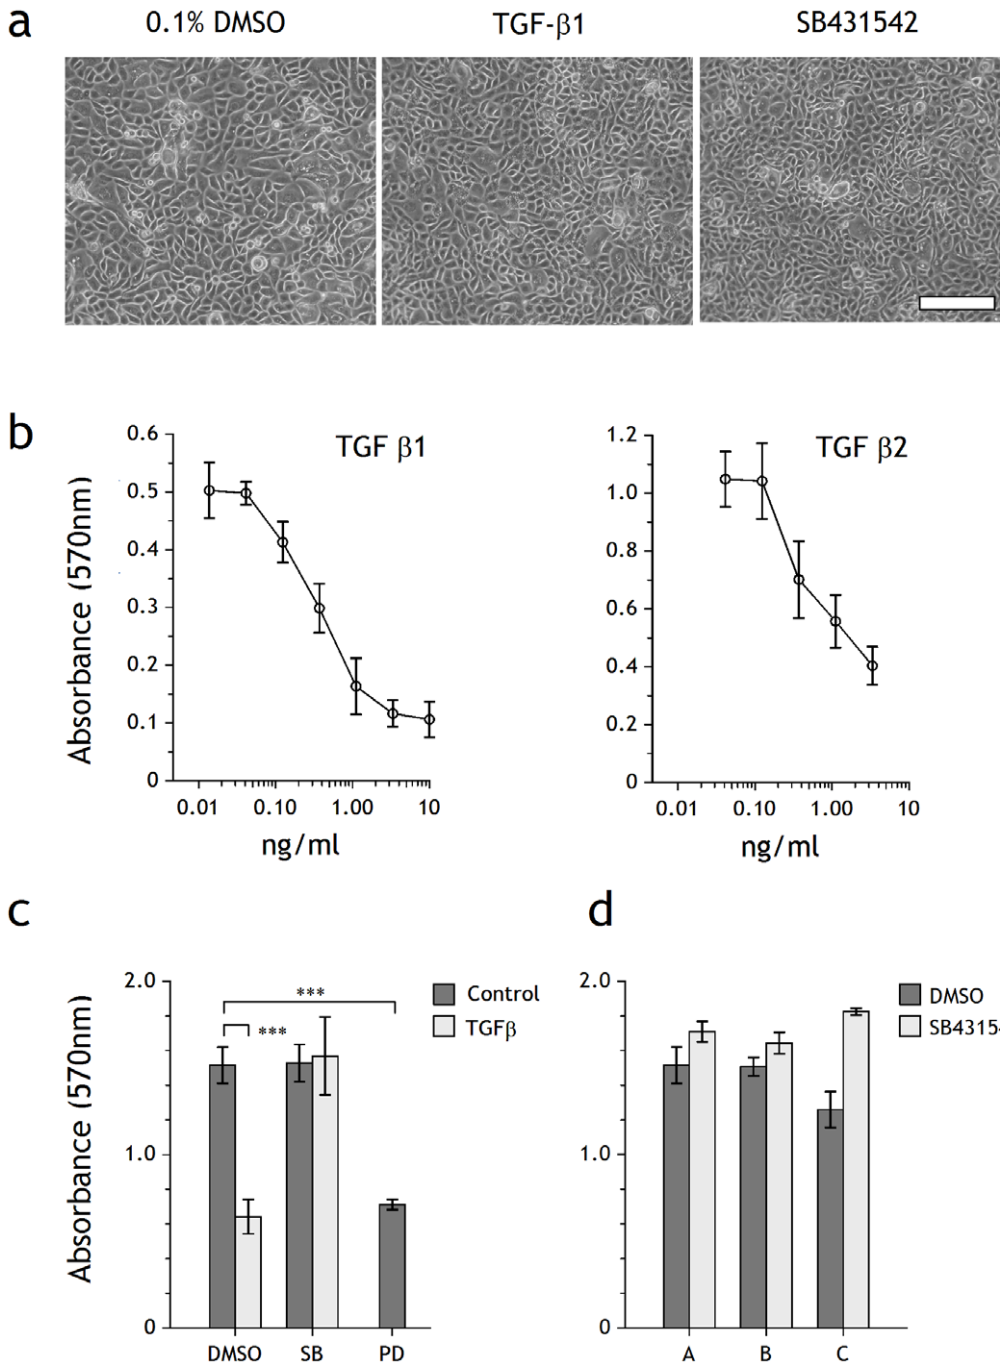 a
0.1% DMSO
TGF-β1
SB431542
b
TGF β1
Absorbance (570nm)
0.6
0.5
0.4
0.3
0.2
0.1
0
0.01 0.10 1.00 10
ng/ml
TGF β2
1.2
1.0
0.8
0.6
0.4
0.2
0
0.01 0.10 1.00 10
ng/ml
c
Absorbance (570nm)
2.0
1.0
0
***
***
Control
TGFβ
DMSO SB PD
d
2.0
1.0
0
DMSO
SB43154
A B C